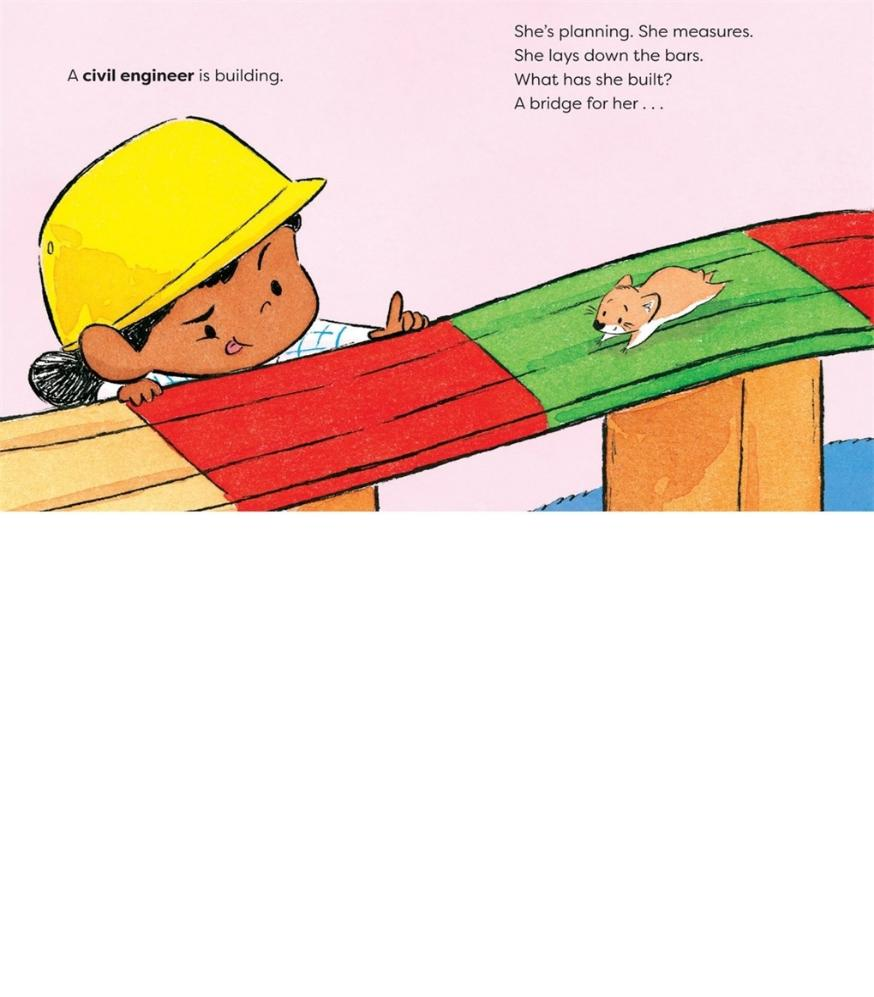 A civil engineer is building.
She’s planning. She measures.
She lays down the bars.
What has she built?
A bridge for her . . .